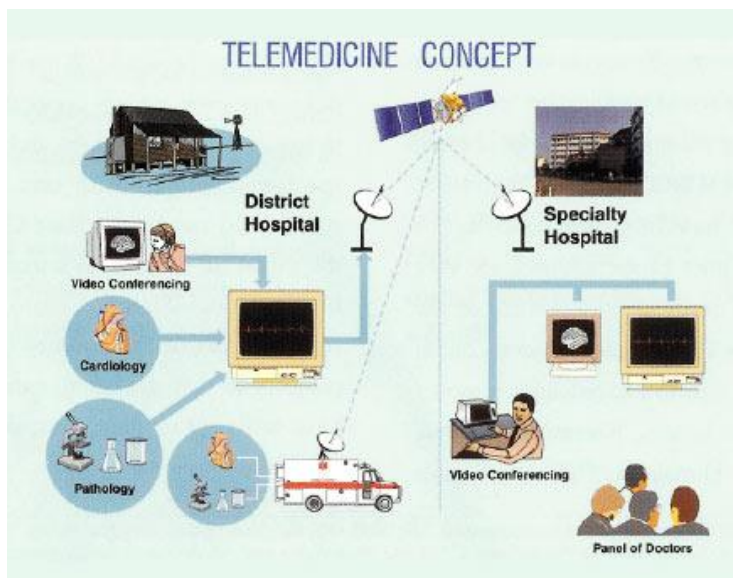 TELEMEDICINE CONCEPT
District
Hospital
Specialty
Hospital
Video Conferencing
Cardiology
Pathology
Video Conferencing
Panel of Doctors